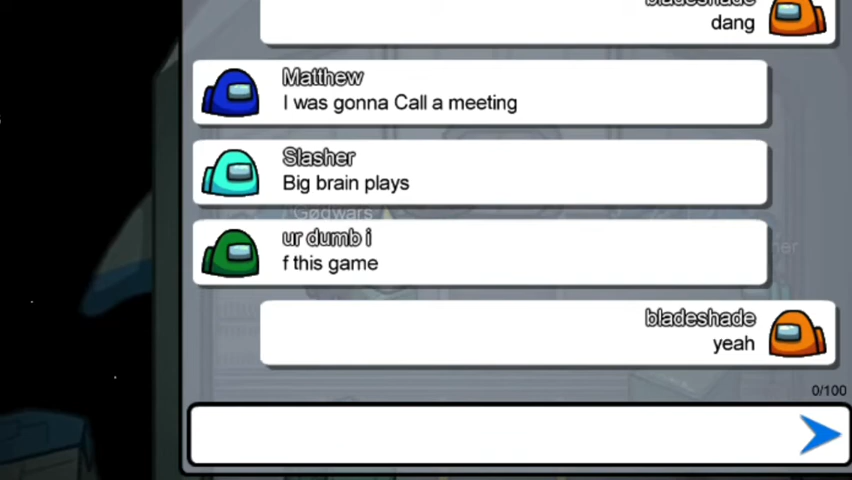 bladeshade
dang
Matthew
I was gonna Call a meeting
Slasher
Big brain plays
Gødwars
ur dumb i
f this game
bladeshade
yeah
0/100